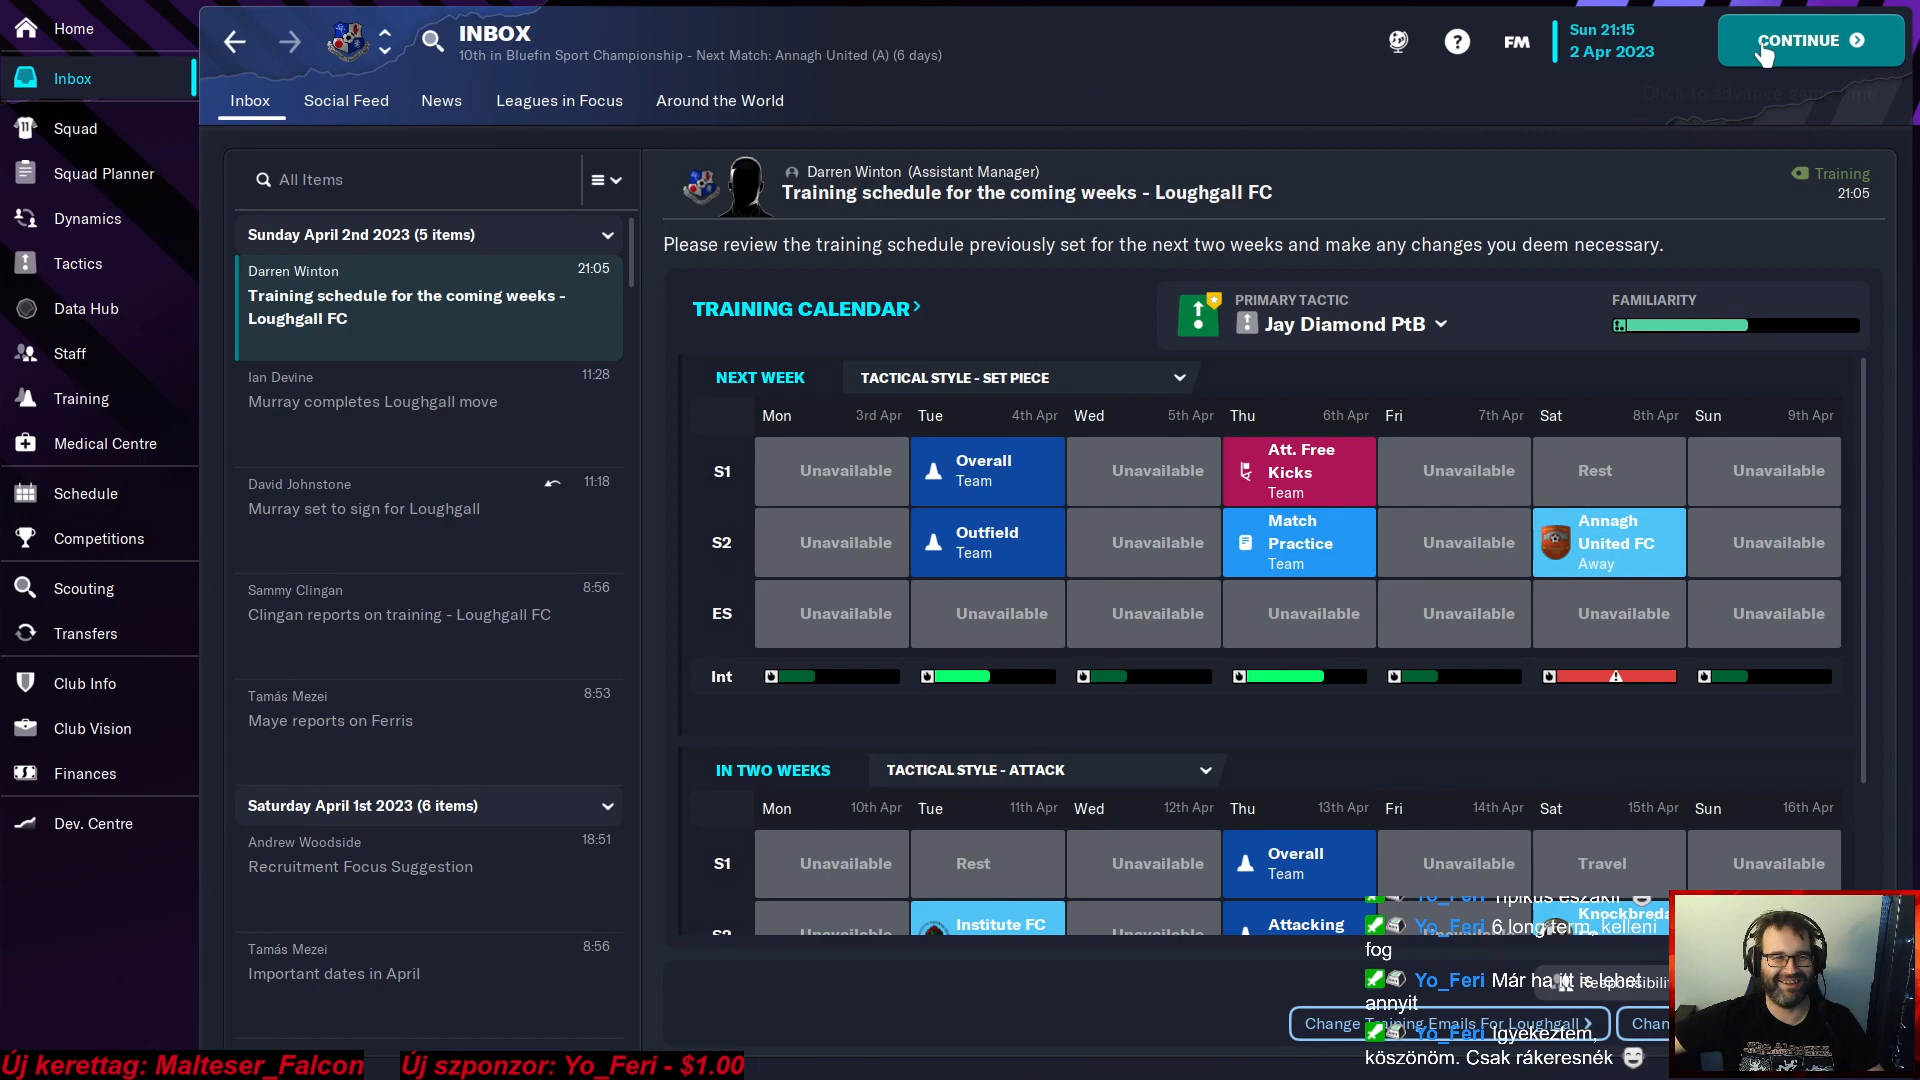 Home
Inbox
Squad
Squad Planner
Dynamics
Tactics
Data Hub
Staff
Training
Medical Centre
Schedule
Competitions
Scouting
Transfers
Club Info
Club Vision
Finances
Dev. Centre
INBOX
10th in Bluefin Sport Championship - Next Match: Annagh United (A) (6 days)
?
FM
Sun 21:15
2 Apr 2023
CONTINUE
Inbox
Social Feed
News
Leagues in Focus
Around the World
All Items
Sunday April 2nd 2023 (5 items)
Darren Winton 21:05
Training schedule for the coming weeks -
Loughgall FC
Ian Devine 11:28
Murray completes Loughgall move
David Johnstone 11:18
Murray set to sign for Loughgall
Sammy Clingan 8:56
Clingan reports on training - Loughgall FC
Tamás Mezei 8:53
Maye reports on Ferris
Saturday April 1st 2023 (6 items)
Andrew Woodside 18:51
Recruitment Focus Suggestion
Tamás Mezei 8:56
Important dates in April
Darren Winton (Assistant Manager)
Training schedule for the coming weeks - Loughgall FC
Training
21:05
Please review the training schedule previously set for the next two weeks and make any changes you deem necessary.
TRAINING CALENDAR
PRIMARY TACTIC
Jay Diamond PtB
FAMILIARITY
NEXT WEEK
TACTICAL STYLE - SET PIECE
Mon 3rd Apr Tue 4th Apr Wed 5th Apr Thu 6th Apr Fri 7th Apr Sat 8th Apr Sun 9th Apr
S1 Unavailable Overall Team Unavailable Att. Free Kicks Team Unavailable Rest Unavailable
S2 Unavailable Outfield Team Unavailable Match Practice Team Unavailable Annagh United FC Away Unavailable
ES Unavailable Unavailable Unavailable Unavailable Unavailable Unavailable Unavailable
Int
IN TWO WEEKS
TACTICAL STYLE - ATTACK
Mon 10th Apr Tue 11th Apr Wed 12th Apr Thu 13th Apr Fri 14th Apr Sat 15th Apr Sun 16th Apr
S1 Unavailable Rest Unavailable Overall Team Unavailable Travel Unavailable
Institute FC Attacking
Yo_Feri 6 long term, kelleni
fog
Yo_Feri Már ha itt is lehet
annyit
Yo_Feri Igyekeztem,
köszönöm. Csak rákeresnék
Change Training Emails For Loughgall
Új kerettag: Malteser_Falcon
Új szponzor: Yo_Feri - $1.00